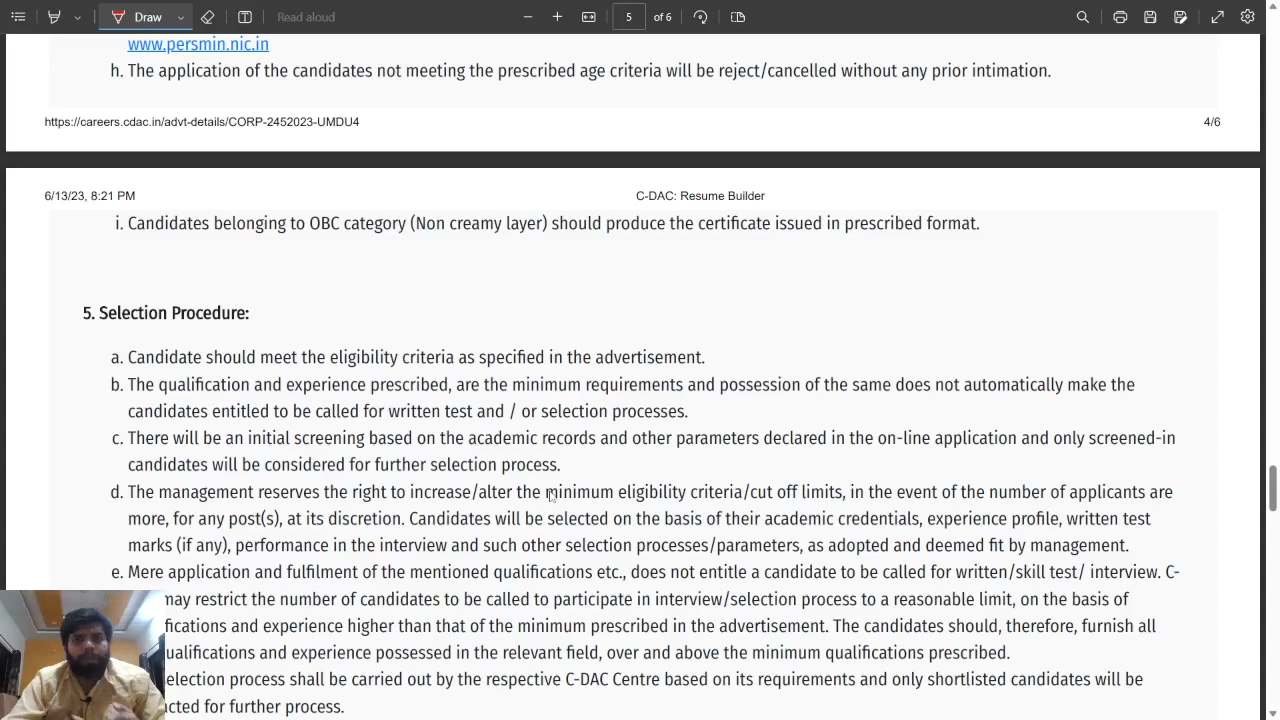 Draw
Read aloud
5 of 6
www.persmin.nic.in
h. The application of the candidates not meeting the prescribed age criteria will be reject/cancelled without any prior intimation.
https://careers.cdac.in/advt-details/CORP-2452023-UMDU4 4/6
6/13/23, 8:21 PM C-DAC: Resume Builder
i. Candidates belonging to OBC category (Non creamy layer) should produce the certificate issued in prescribed format.
5. Selection Procedure:
a. Candidate should meet the eligibility criteria as specified in the advertisement.
b. The qualification and experience prescribed, are the minimum requirements and possession of the same does not automatically make the
candidates entitled to be called for written test and / or selection processes.
c. There will be an initial screening based on the academic records and other parameters declared in the on-line application and only screened-in
candidates will be considered for further selection process.
d. The management reserves the right to increase/alter the minimum eligibility criteria/cut off limits, in the event of the number of applicants are
more, for any post(s), at its discretion. Candidates will be selected on the basis of their academic credentials, experience profile, written test
marks (if any), performance in the interview and such other selection processes/parameters, as adopted and deemed fit by management.
e. Mere application and fulfilment of the mentioned qualifications etc., does not entitle a candidate to be called for written/skill test/ interview. C-
may restrict the number of candidates to be called to participate in interview/selection process to a reasonable limit, on the basis of
fications and experience higher than that of the minimum prescribed in the advertisement. The candidates should, therefore, furnish all
ualifications and experience possessed in the relevant field, over and above the minimum qualifications prescribed.
election process shall be carried out by the respective C-DAC Centre based on its requirements and only shortlisted candidates will be
cted for further process.